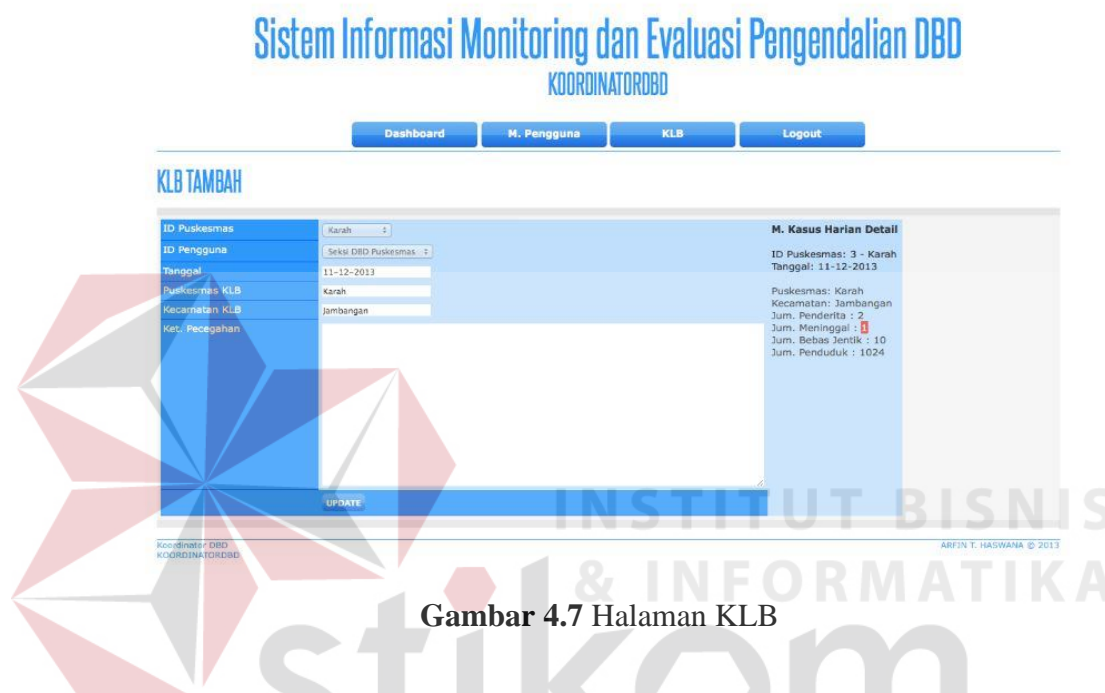 Sistem Informasi Monitoring dan Evaluasi Pengendalian DBD
KOORDINATORDBD
Dashboard M. Pengguna KLB Logout
KLB TAMBAH
ID Puskesmas Karah
ID Pengguna Seksi DBD Puskesmas
Tanggal 11-12-2013
Puskesmas KLB Karah
Kecamatan KLB Jambangan
Ket. Pecegahan
UPDATE
M. Kasus Harian Detail
ID Puskesmas: 3 - Karah
Tanggal: 11-12-2013
Puskesmas: Karah
Kecamatan: Jambangan
Jum. Penderita : 2
Jum. Meninggal : 1
Jum. Bebas Jentik : 10
Jum. Penduduk : 1024
Koordinator DBD
KOORDINATORDBD
ARFIN T. HASWANA © 2013
INSTITUT BISNIS
& INFORMATIKA
stikom
Gambar 4.7 Halaman KLB